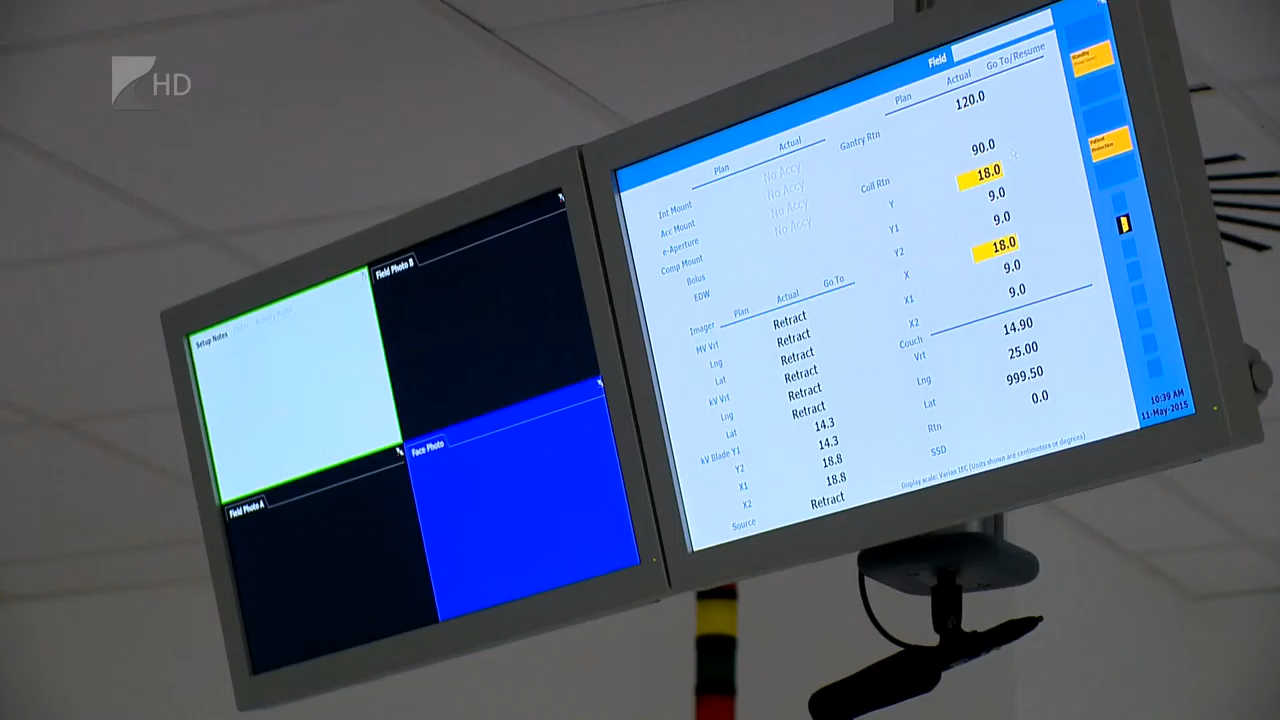 HD
Setup Notes
Field Photo B
Field Photo A
Face Photo
Field
Standby
Patient
Protection
Plan Actual
Int Mount No Accy
Acc Mount No Accy
e-Aperture No Accy
Comp Mount No Accy
Bolus
EDW
Imager Plan Actual Go To
MV Vrt Retract
Lng Retract
Lat Retract
kV Vrt Retract
Lng Retract
Lat Retract
kV Blade Y1 14.3
Y2 14.3
X1 18.8
X2 18.8
Source Retract
Plan Actual Go To/Resume
Gantry Rtn 120.0
Coll Rtn 90.0
Y 18.0
Y1 9.0
Y2 9.0
X 18.0
X1 9.0
X2 9.0
Couch
Vrt 14.90
Lng 25.00
Lat 999.50
Rtn 0.0
SSD
Display scale: Varian IEC (Units shown are centimeters or degrees)
10:39 AM
11-May-2015